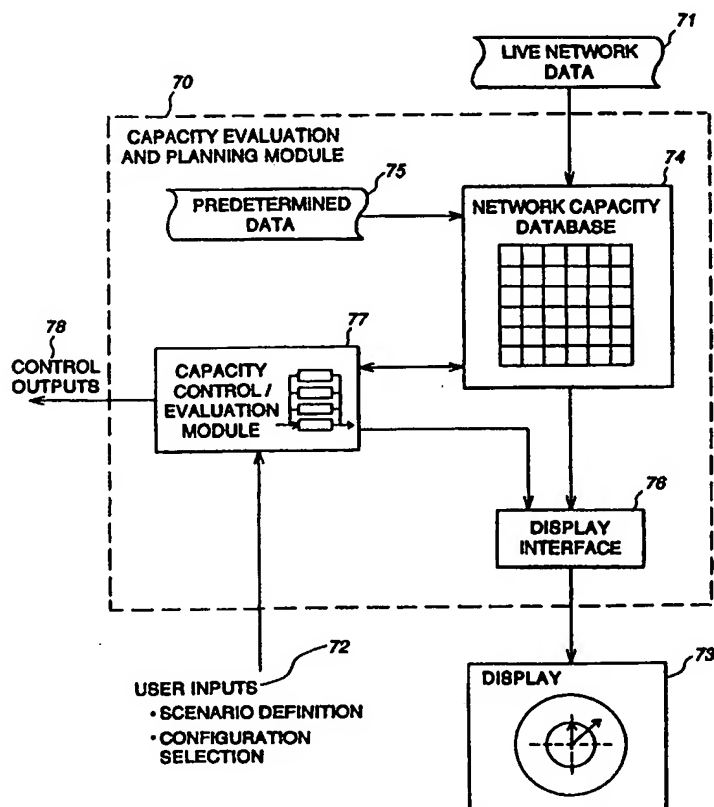 71
LIVE NETWORK
DATA
70
CAPACITY EVALUATION
AND PLANNING MODULE
75
PREDETERMINED
DATA
74
NETWORK CAPACITY
DATABASE
78
CONTROL
OUTPUTS
77
CAPACITY
CONTROL /
EVALUATION
MODULE
76
DISPLAY
INTERFACE
72
USER INPUTS
• SCENARIO DEFINITION
• CONFIGURATION
SELECTION
73
DISPLAY